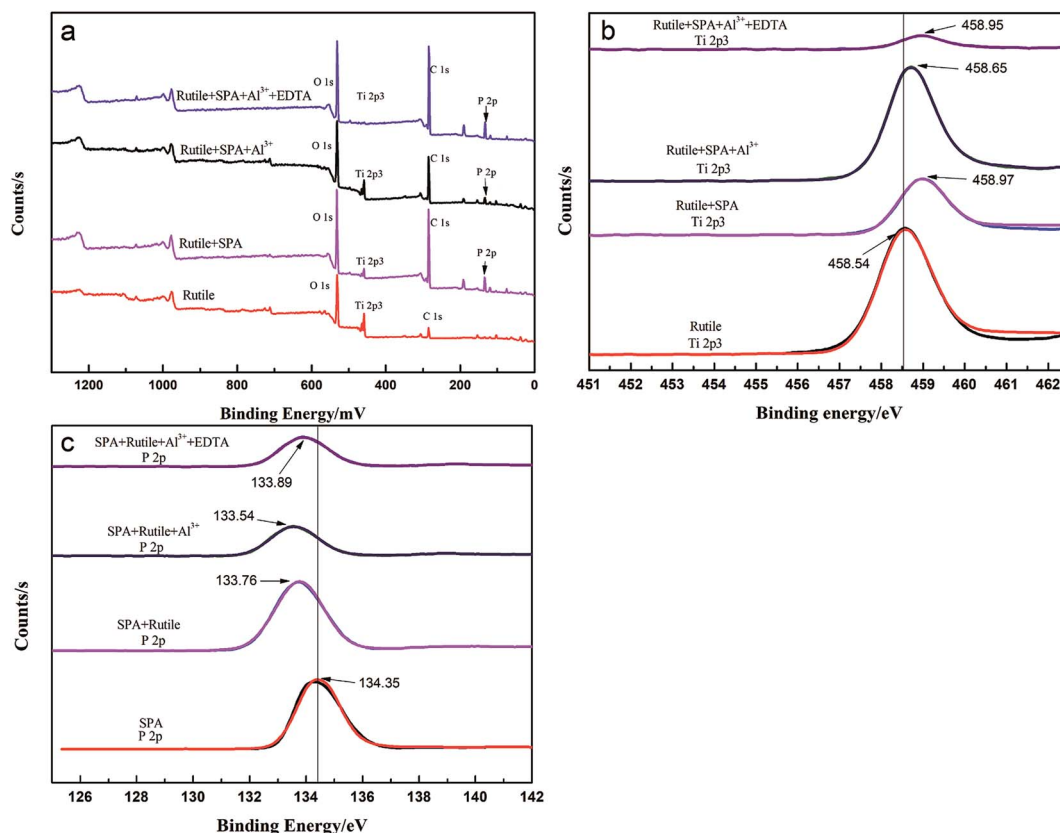 a
Rutile+SPA+Al³⁺+EDTA
O 1s
Ti 2p3
C 1s
P 2p
Rutile+SPA+Al³⁺
O 1s
Ti 2p3
C 1s
P 2p
Rutile+SPA
O 1s
Ti 2p3
C 1s
P 2p
Rutile
O 1s
Ti 2p3
C 1s
Counts/s
1200 1000 800 600 400 200 0
Binding Energy/mV
b
Rutile+SPA+Al³⁺+EDTA
Ti 2p3
458.95
458.65
Rutile+SPA+Al³⁺
Ti 2p3
Rutile+SPA
Ti 2p3
458.97
458.54
Rutile
Ti 2p3
Counts/s
451 452 453 454 455 456 457 458 459 460 461 462
Binding energy/eV
c
SPA+Rutile+Al³⁺+EDTA
P 2p
133.89
133.54
SPA+Rutile+Al³⁺
P 2p
133.76
SPA+Rutile
P 2p
134.35
SPA
P 2p
Counts/s
126 128 130 132 134 136 138 140 142
Binding Energy/eV